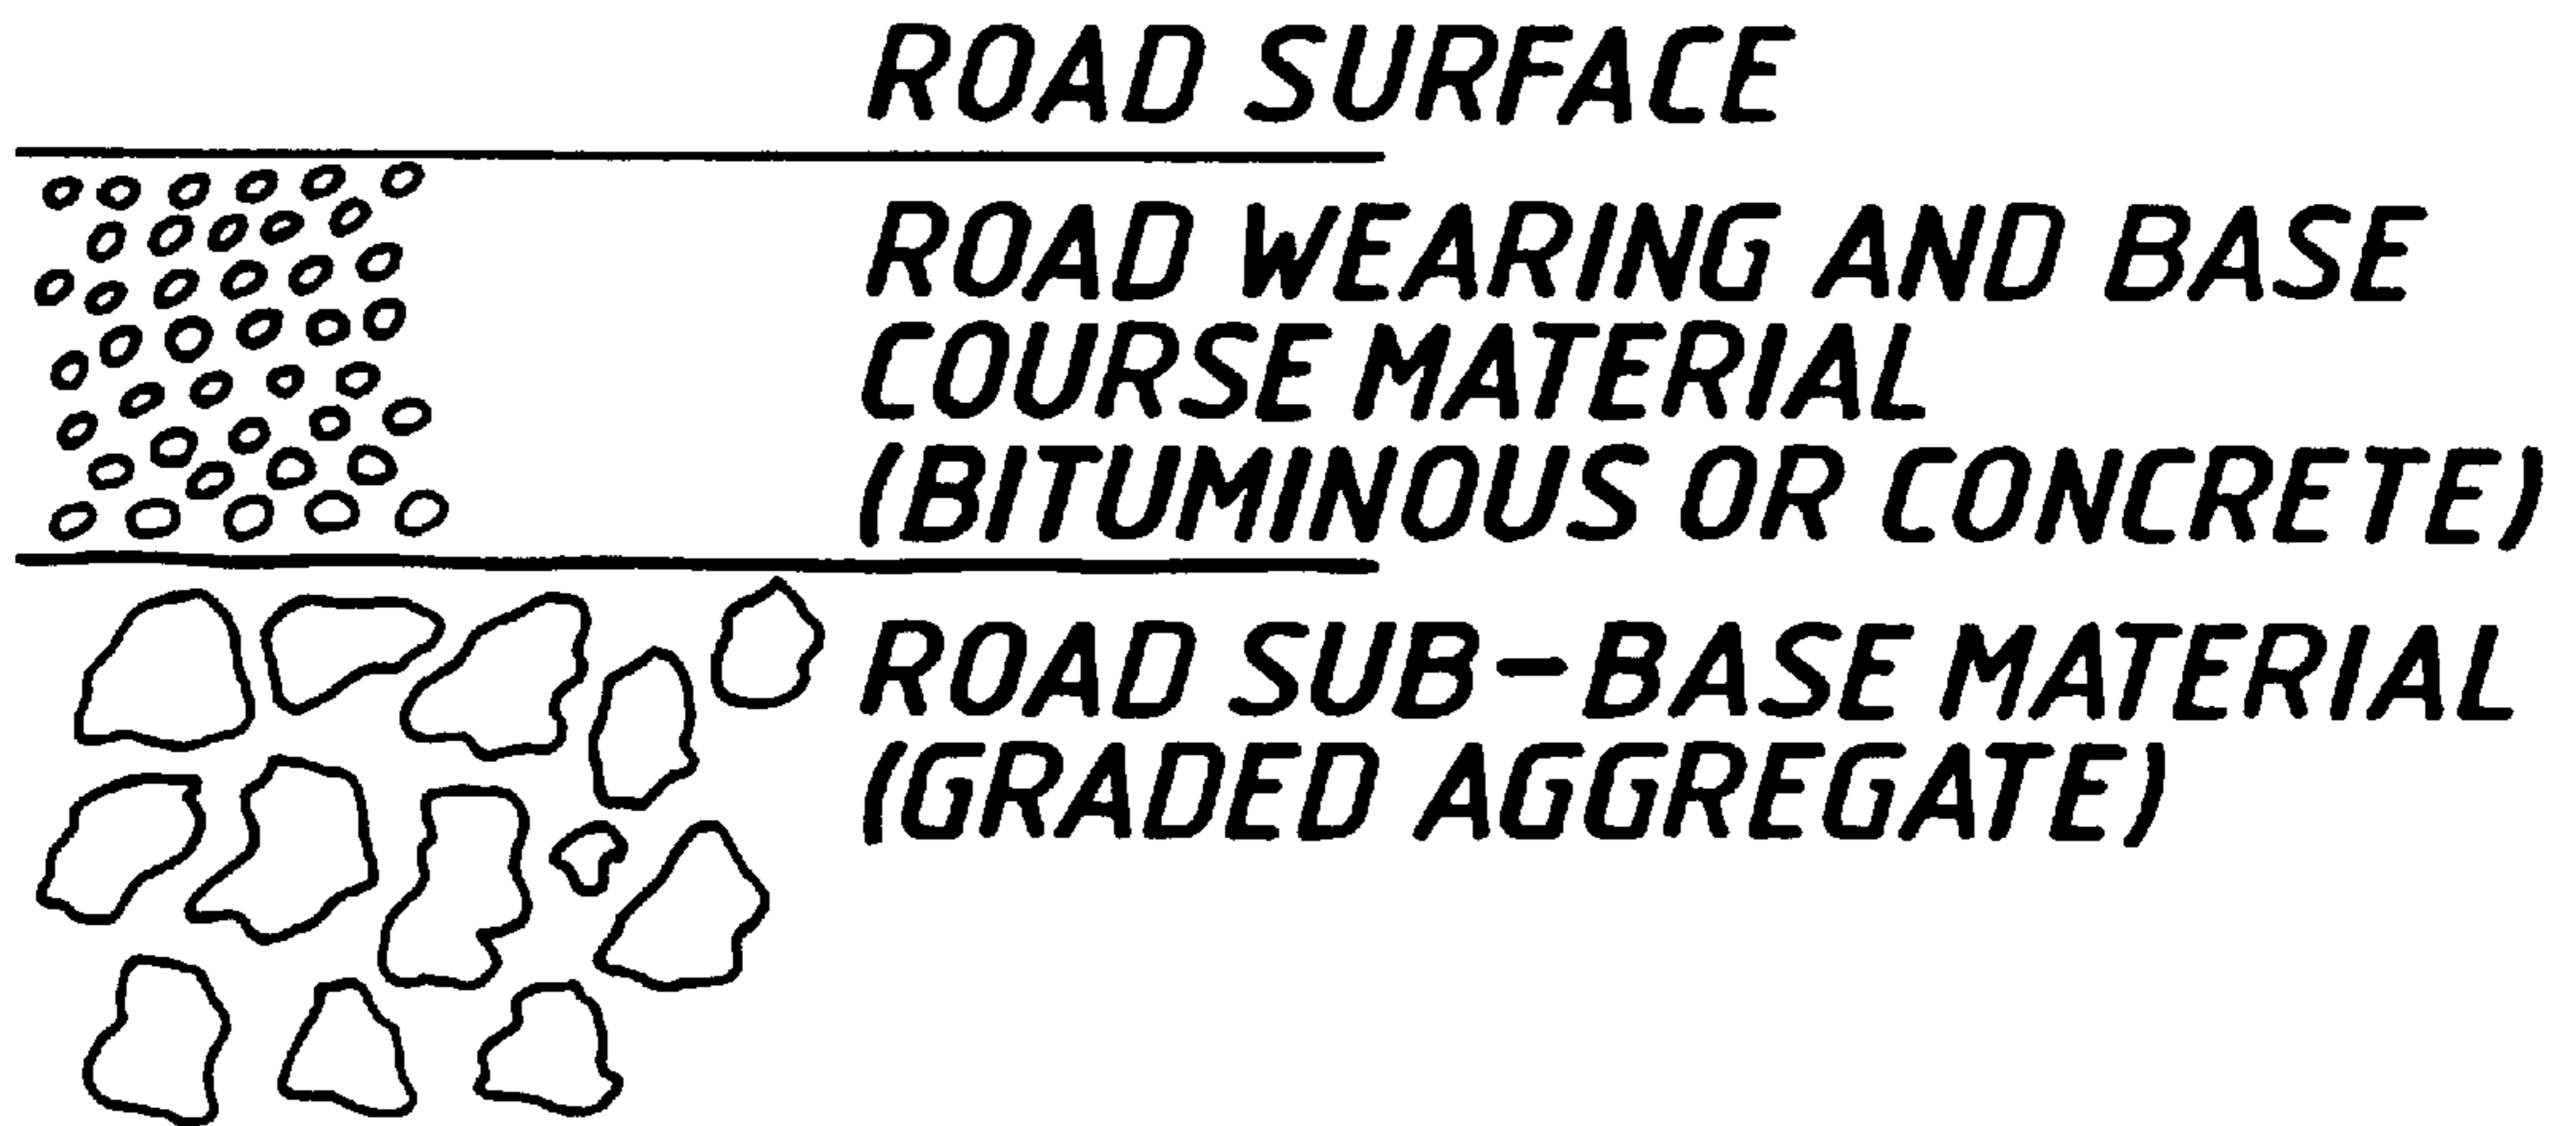 ROAD SURFACE
ROAD WEARING AND BASE
COURSE MATERIAL
(BITUMINOUS OR CONCRETE)
ROAD SUB-BASE MATERIAL
(GRADED AGGREGATE)